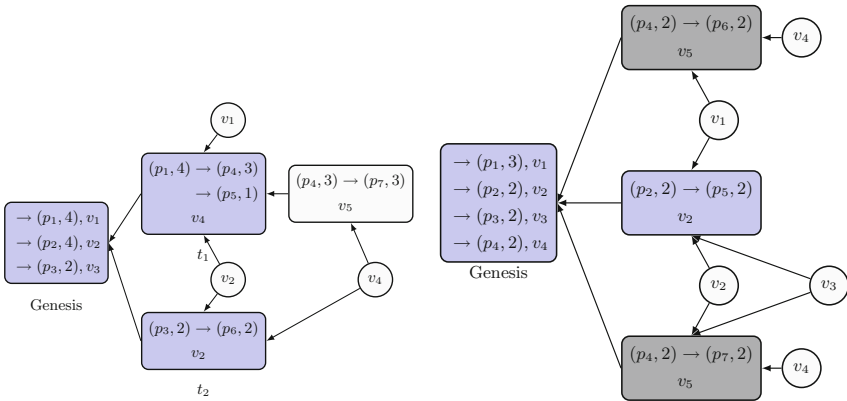 v₁
(p₁, 4) → (p₄, 3)
→ (p₅, 1)
v₄
t₁
(p₄, 3) → (p₇, 3)
v₅
→ (p₁, 4), v₁
→ (p₂, 4), v₂
→ (p₃, 2), v₃
Genesis
v₂
v₄
(p₃, 2) → (p₆, 2)
v₂
t₂
(p₄, 2) → (p₆, 2)
v₅
v₄
v₁
→ (p₁, 3), v₁
→ (p₂, 2), v₂
→ (p₃, 2), v₃
→ (p₄, 2), v₄
Genesis
(p₂, 2) → (p₅, 2)
v₂
v₂
v₃
(p₄, 2) → (p₇, 2)
v₅
v₄